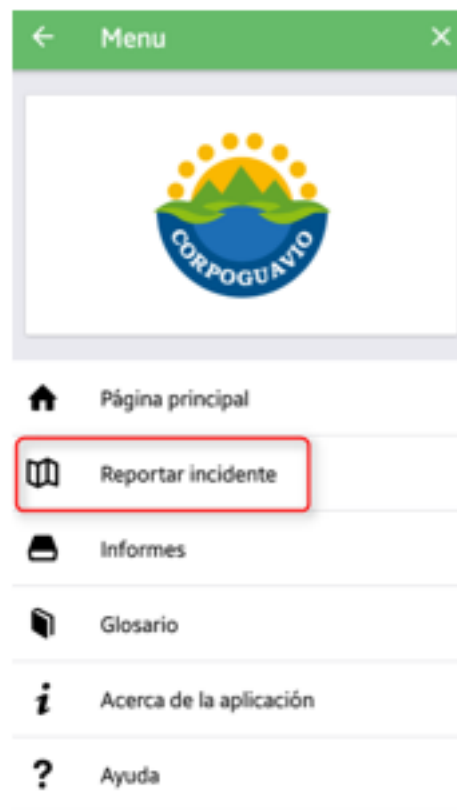 Menu
CORPOGUAVIO
Página principal
Reportar incidente
Informes
Glosario
Acerca de la aplicación
Ayuda